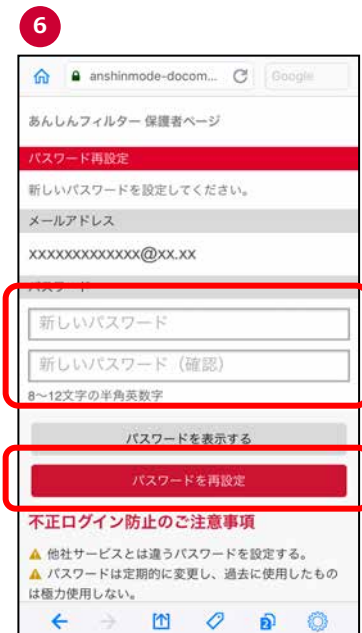 6
anshinmode-docom... Google
あんしんフィルター 保護者ページ
パスワード再設定
新しいパスワードを設定してください。
メールアドレス
xxxxxxxxxxxxx@xx.xx
パスワード
新しいパスワード
新しいパスワード（確認）
8〜12文字の半角英数字
パスワードを表示する
パスワードを再設定
不正ログイン防止のご注意事項
他社サービスとは違うパスワードを設定する。
パスワードは定期的に変更し、過去に使用したもの
は極力使用しない。
2